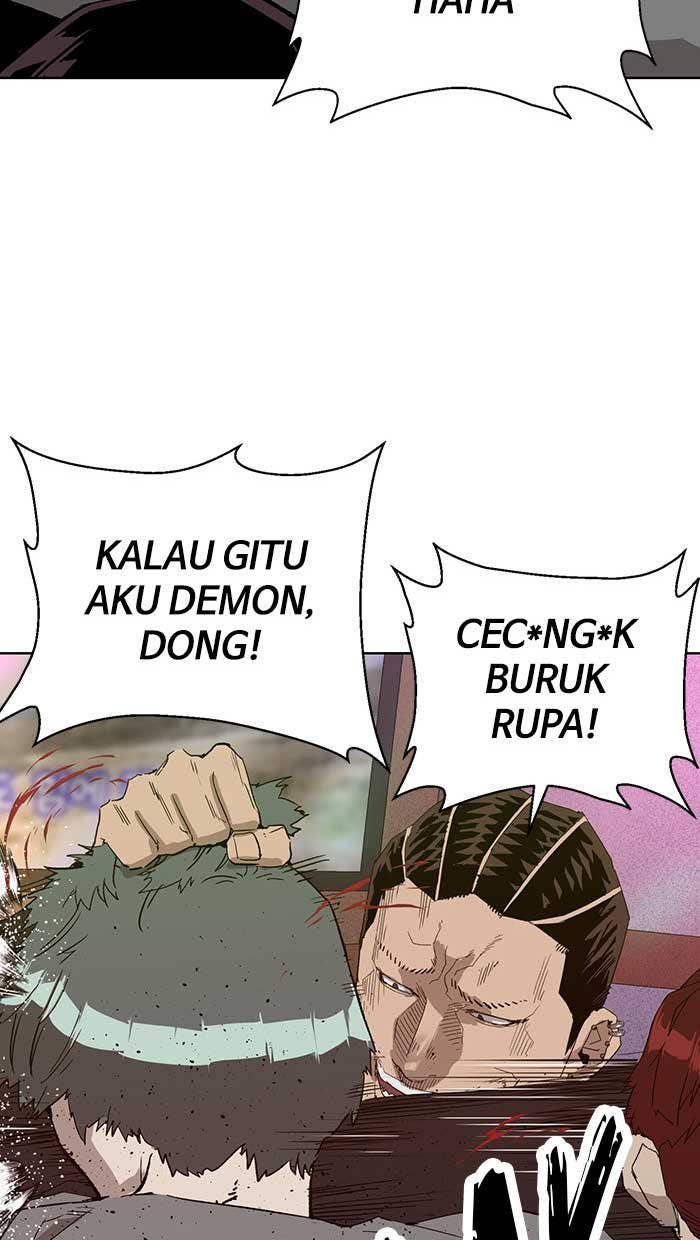 HAHA
KALAU GITU
AKU DEMON,
DONG!
CEC*NG*K
BURUK
RUPA!